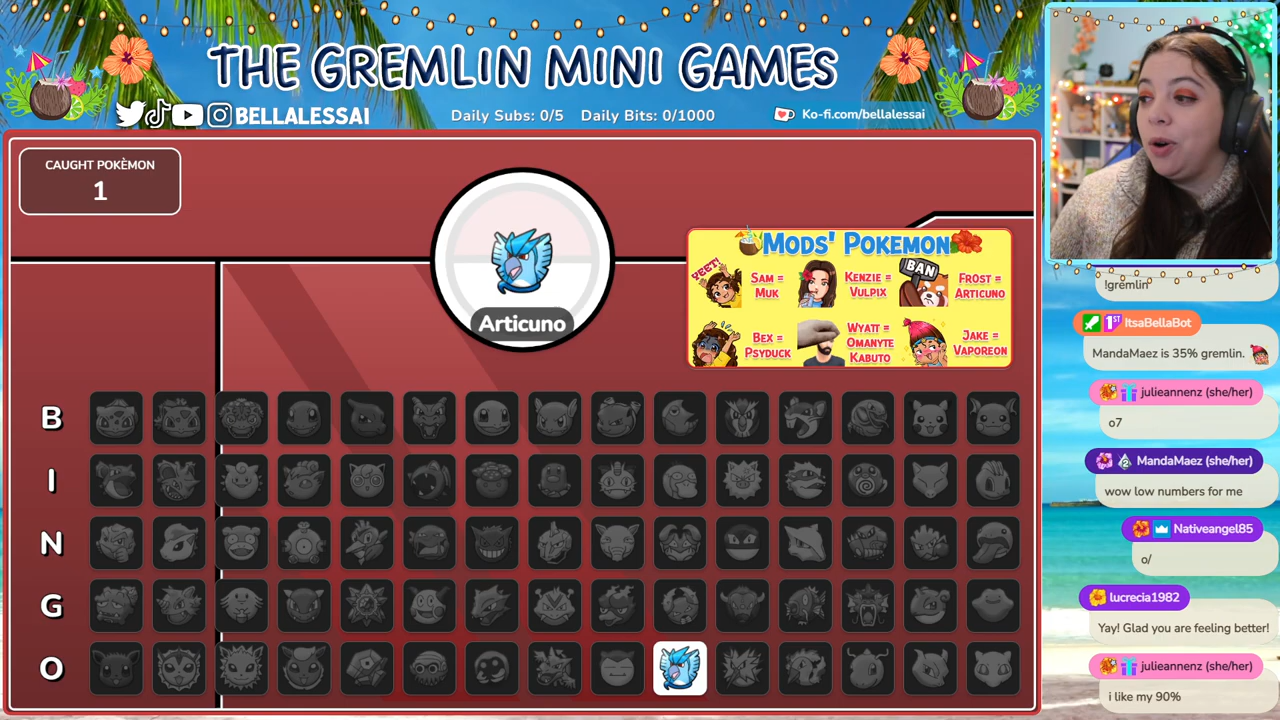 THE GREMLIN MINI GAMES
BELLALESSAI
Daily Subs: 0/5 Daily Bits: 0/1000
Ko-fi.com/bellalessai
CAUGHT POKÈMON
1
Articuno
MODS' POKEMON
YEET!
SAM =
MUK
KENZIE =
VULPIX
BAN
FROST =
ARTICUNO
BEX =
PSYDUCK
WYATT =
OMANYTE
KABUTO
JAKE =
VAPOREON
B
I
N
G
O
!gremlin
1ST ItsaBellaBot
MandaMaez is 35% gremlin.
julieannenz (she/her)
o7
2 MandaMaez (she/her)
wow low numbers for me
Nativeangel85
o/
lucrecia1982
Yay! Glad you are feeling better!
julieannenz (she/her)
i like my 90%